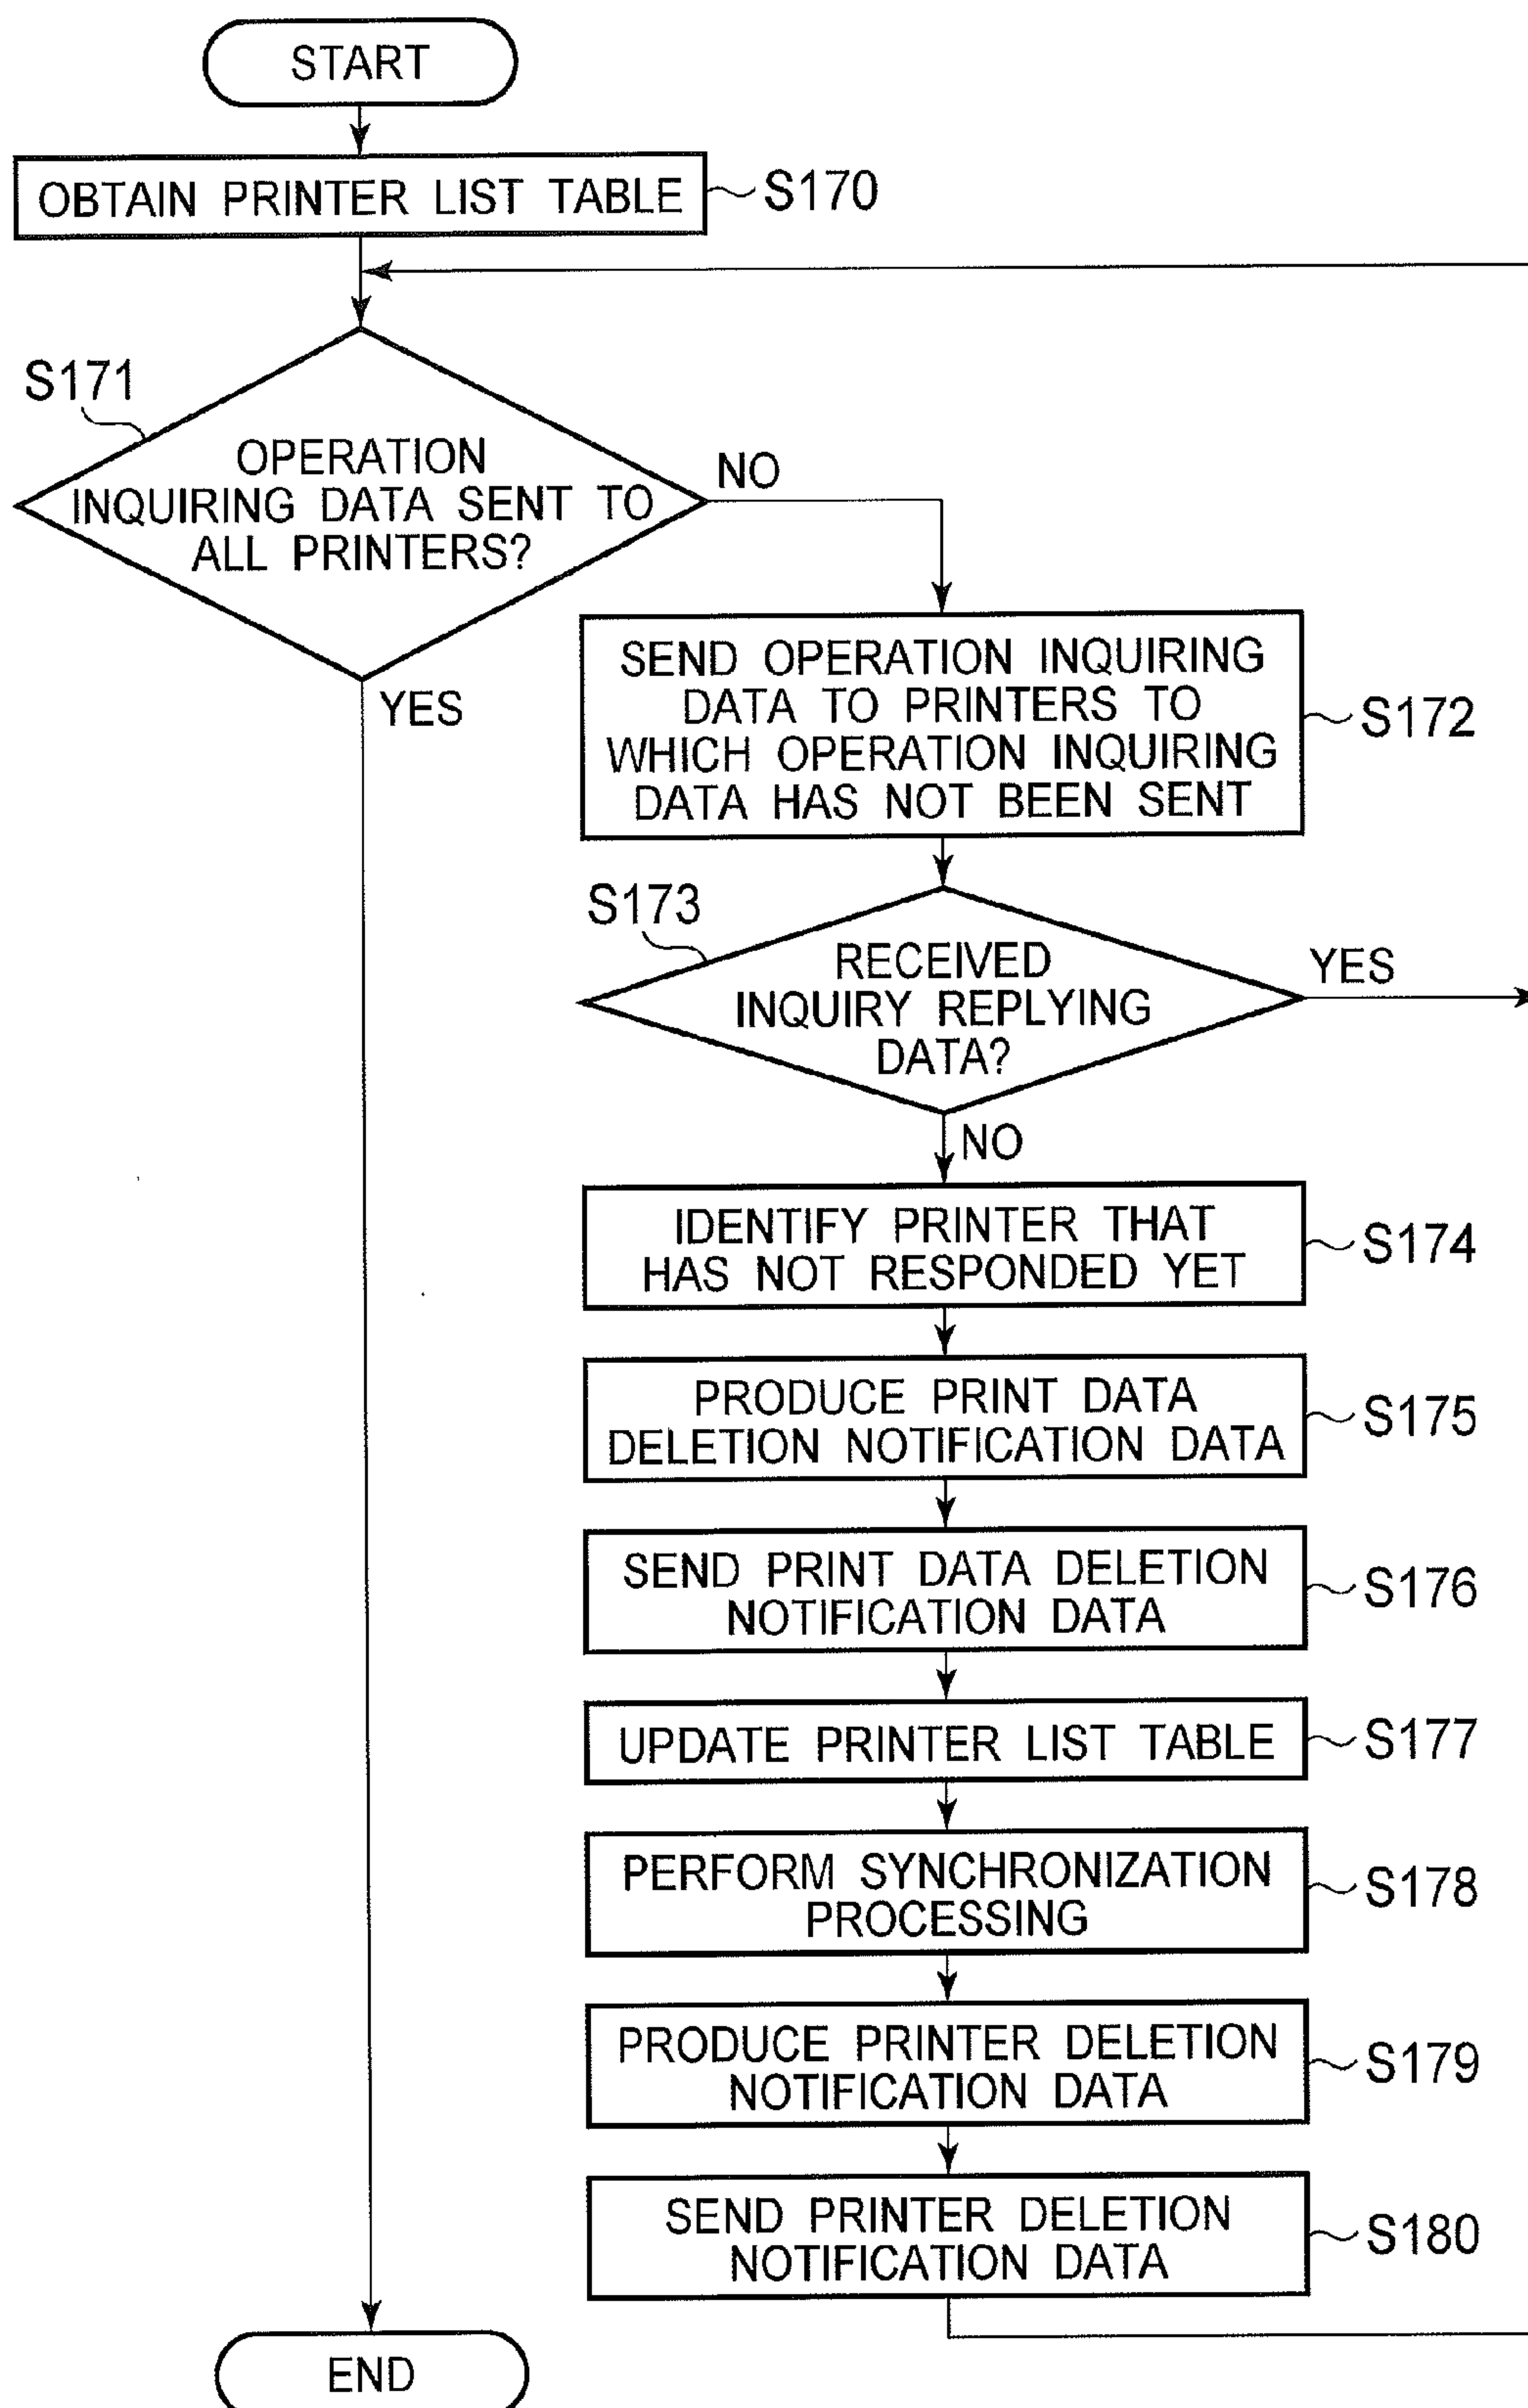 START
OBTAIN PRINTER LIST TABLE
S170
S171
OPERATION
INQUIRING DATA SENT TO
ALL PRINTERS?
NO
YES
SEND OPERATION INQUIRING
DATA TO PRINTERS TO
WHICH OPERATION INQUIRING
DATA HAS NOT BEEN SENT
S172
S173
RECEIVED
INQUIRY REPLYING
DATA?
YES
NO
IDENTIFY PRINTER THAT
HAS NOT RESPONDED YET
S174
PRODUCE PRINT DATA
DELETION NOTIFICATION DATA
S175
SEND PRINT DATA DELETION
NOTIFICATION DATA
S176
UPDATE PRINTER LIST TABLE
S177
PERFORM SYNCHRONIZATION
PROCESSING
S178
PRODUCE PRINTER DELETION
NOTIFICATION DATA
S179
SEND PRINTER DELETION
NOTIFICATION DATA
S180
END